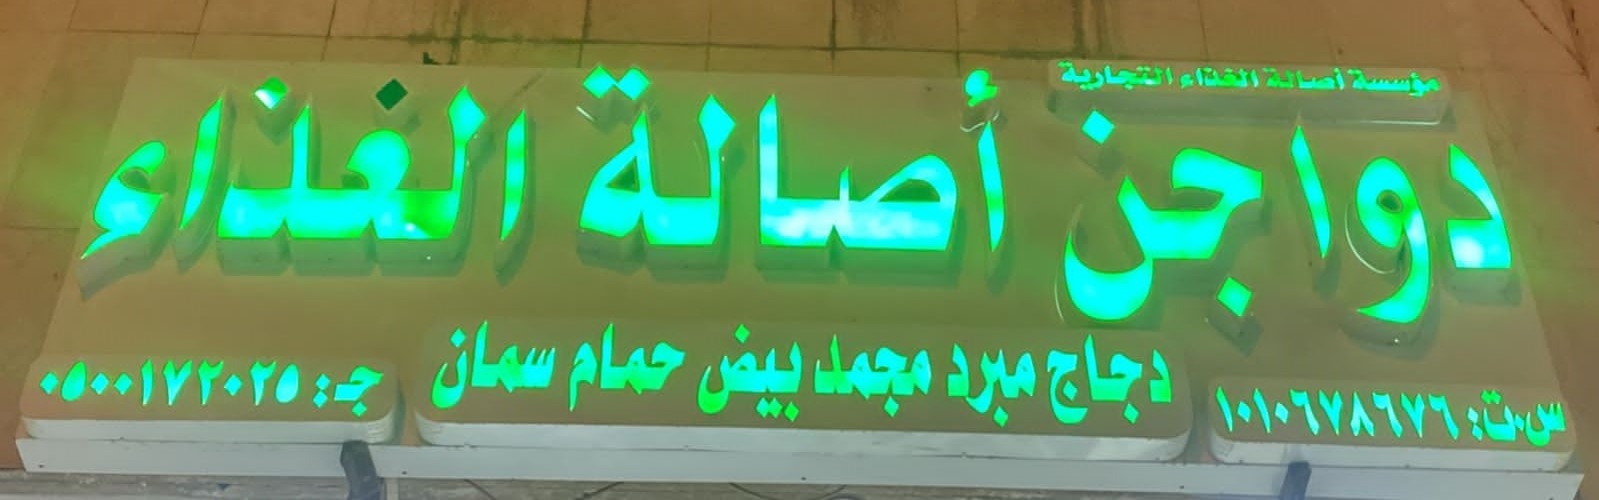 مؤسسة أصالة الغذاء التجارية
دواجن أصالة الغذاء
دجاج مبرد مجمد بيض حمام سمان
س.ت: ١٠١٠٦٧٨٦٧٦
جـ: ٠٥٠٠١٧٢٠٢٥